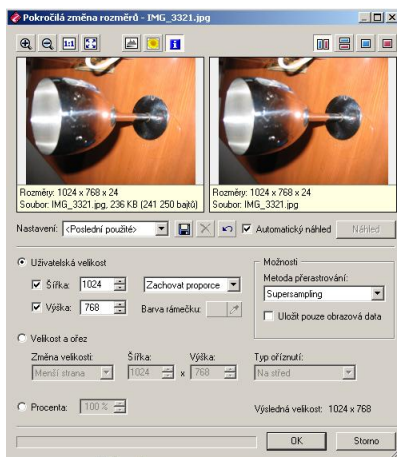 Pokročilá změna rozměrů - IMG_3321.jpg
1:1
i
Rozměry: 1024 x 768 x 24
Soubor: IMG_3321.jpg, 236 KB (241 250 bajtů)
Rozměry: 1024 x 768 x 24
Soubor: IMG_3321.jpg
Nastavení: <Poslední použité> Automatický náhled Náhled
Uživatelská velikost
Šířka: 1024 Zachovat proporce
Výška: 768 Barva rámečku:
Možnosti
Metoda přerastrování:
Supersampling
Uložit pouze obrazová data
Velikost a ořez
Změna velikosti: Šířka: Výška: Typ oříznutí:
Menší strana 1024 x 768 Na střed
Procenta: 100 % Výsledná velikost: 1024 x 768
OK Storno